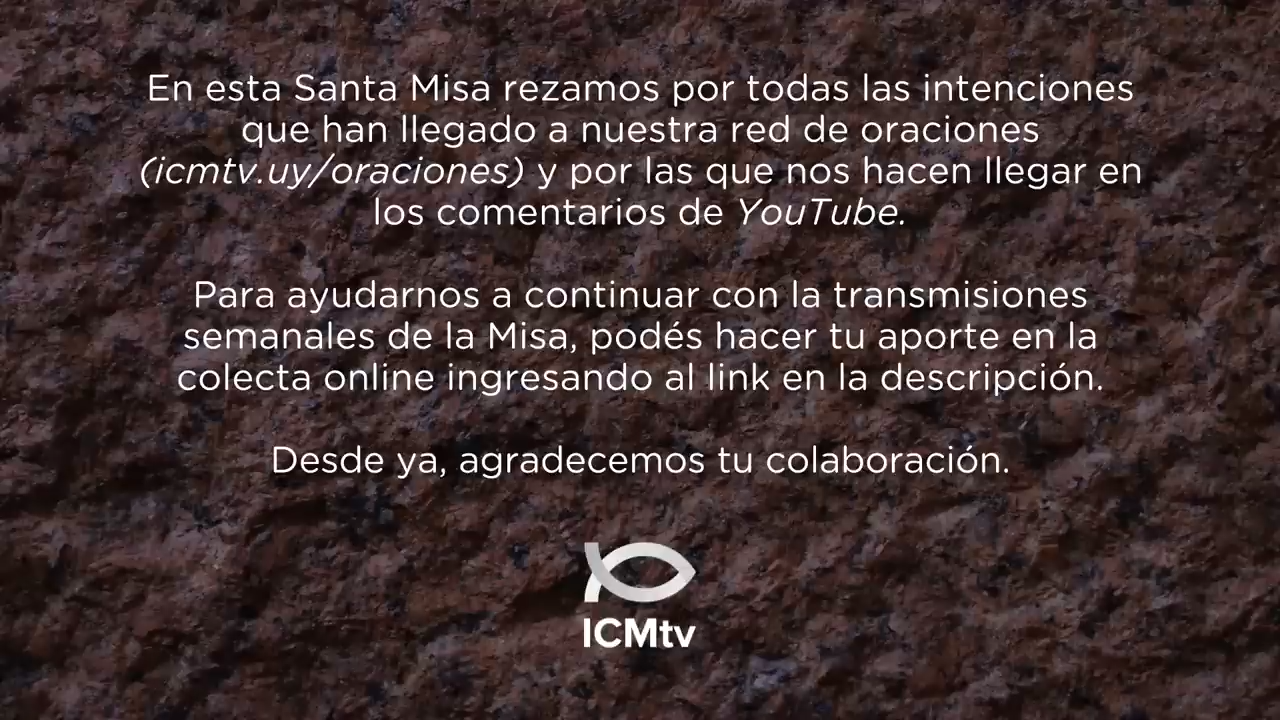 En esta Santa Misa rezamos por todas las intenciones
que han llegado a nuestra red de oraciones
(icmtv.uy/oraciones) y por las que nos hacen llegar en
los comentarios de YouTube.
Para ayudarnos a continuar con la transmisiones
semanales de la Misa, podés hacer tu aporte en la
colecta online ingresando al link en la descripción.
Desde ya, agradecemos tu colaboración.
ICMtv